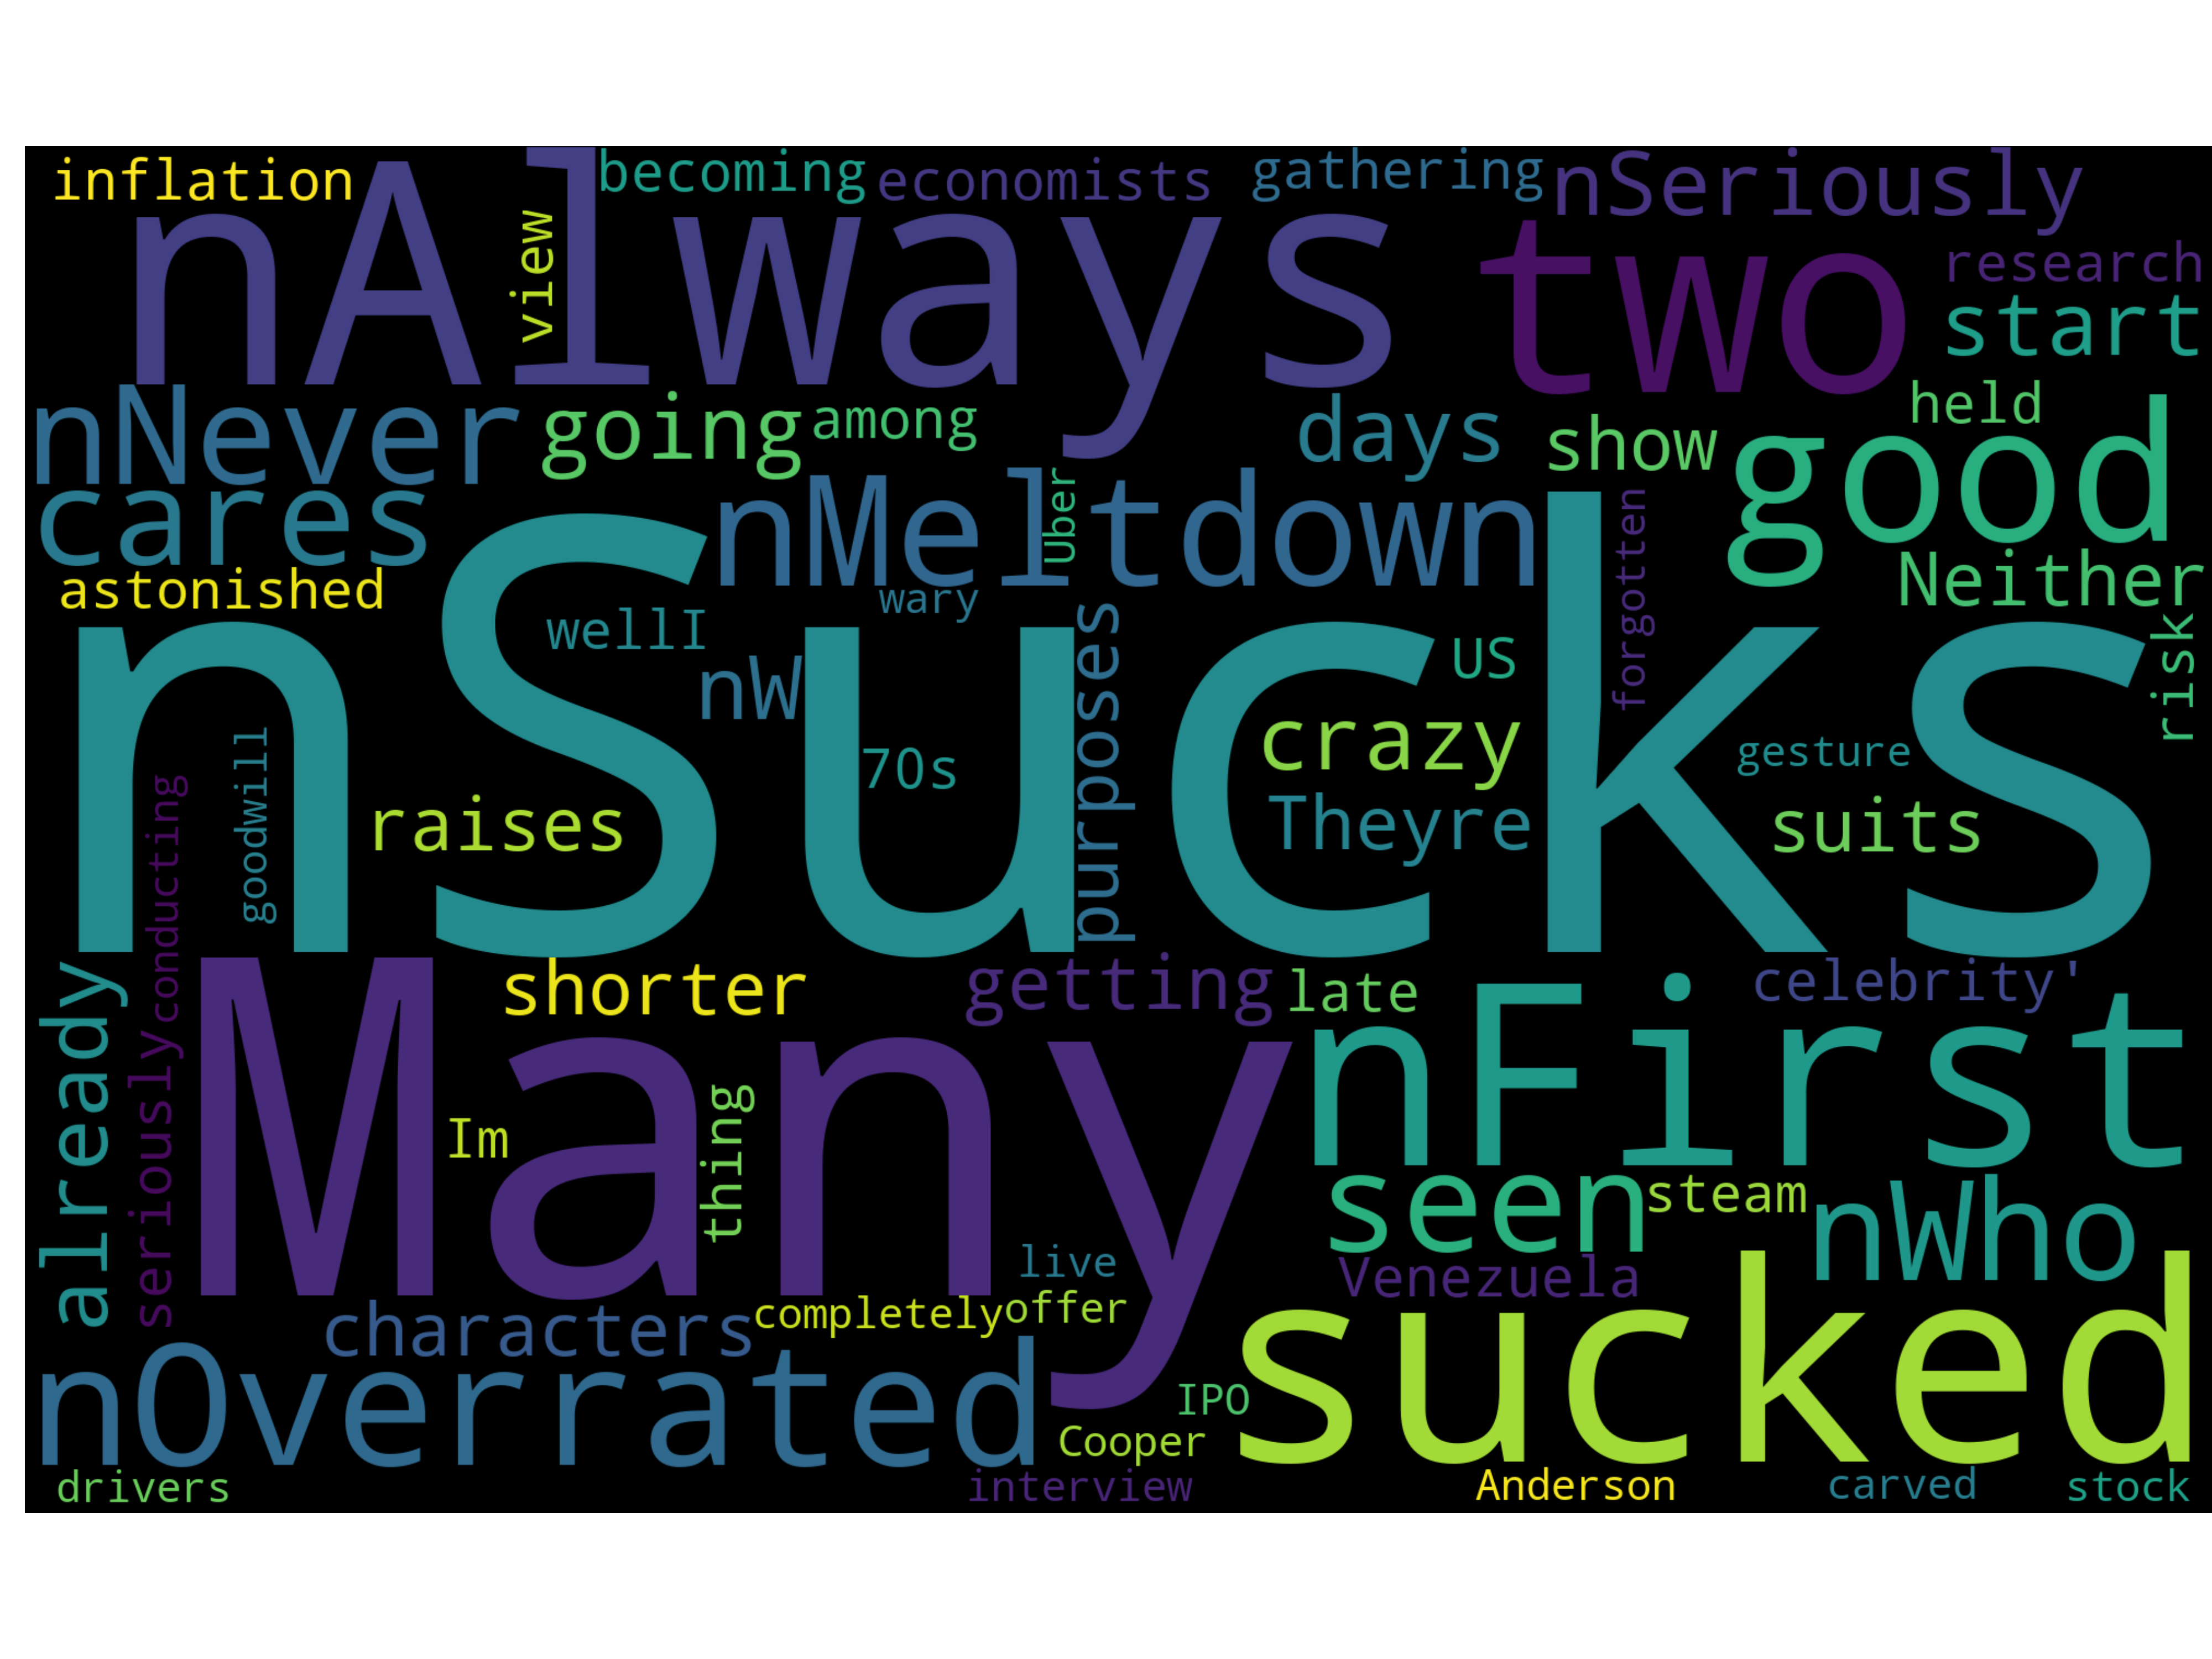 inflation
becoming
economists
gathering
nSeriously
nAlways
view
two
research
start
nNever
going
among
days
show
held
good
cares
nMeltdown
Uber
forgotten
Neither
astonished
wellI
wary
purposes
US
risk
nSucks
nW
70s
crazy
gesture
goodwill
conducting
raises
Theyre
suits
already
seriously
shorter
getting
late
celebrity'
Many
nFirst
Im
thing
seen
steam
nWho
live
Venezuela
characters
completely
offer
sucked
nOverrated
IPO
Cooper
drivers
interview
Anderson
carved
stock